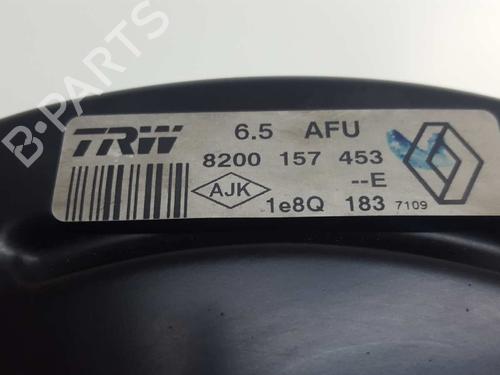 B-PARTS
TRW
6.5 AFU
8200 157 453
--E
AJK
1e8Q 183 7109